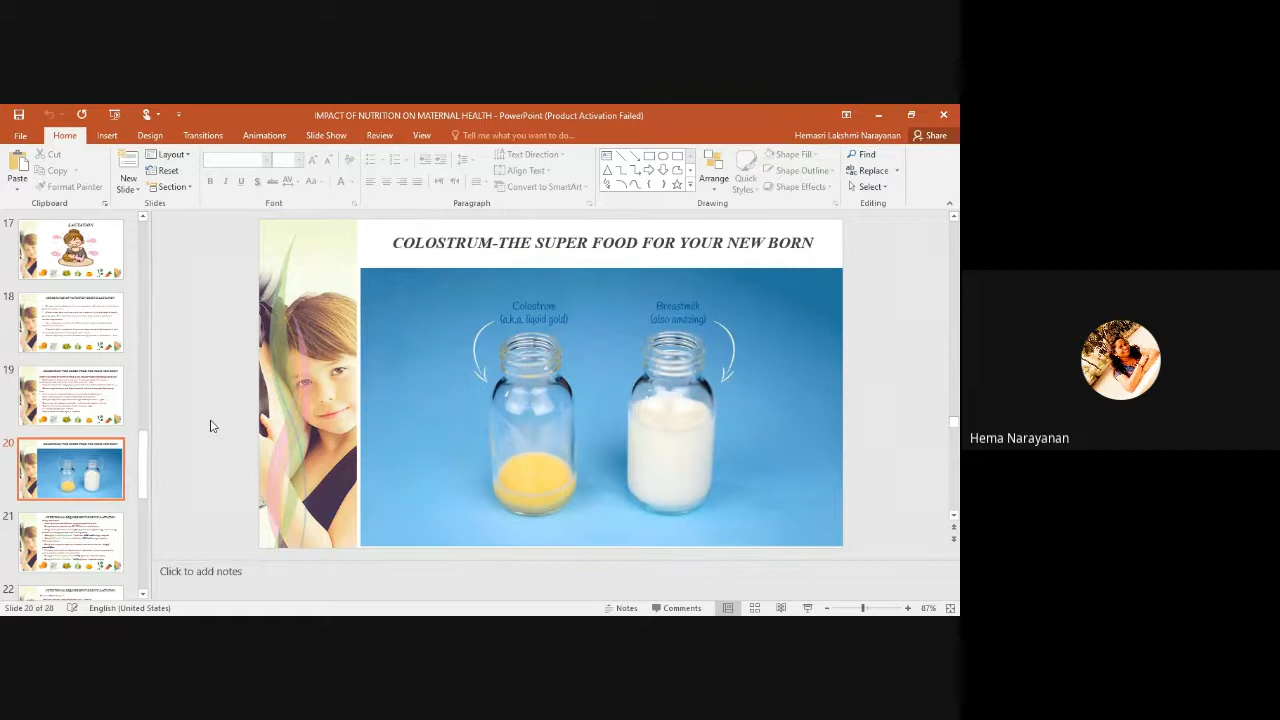 IMPACT OF NUTRITION ON MATERNAL HEALTH - PowerPoint (Product Activation Failed)
File Home Insert Design Transitions Animations Slide Show Review View Tell me what you want to do... Hemasri Lakshmi Narayanan Share
Paste
Cut
Copy
Format Painter
Clipboard
New
Slide
Layout
Reset
Section
Slides
B I U S abc AV Aa A
Font
Text Direction
Align Text
Convert to SmartArt
Paragraph
Arrange
Quick
Styles
Shape Fill
Shape Outline
Shape Effects
Drawing
Find
Replace
Select
Editing
17
LACTATION
18
19
20
21
22
COLOSTRUM-THE SUPER FOOD FOR YOUR NEW BORN
Colostrum
(a.k.a. liquid gold)
Breastmilk
(also amazing)
Click to add notes
Slide 20 of 28 English (United States) Notes Comments 87%
Hema Narayanan